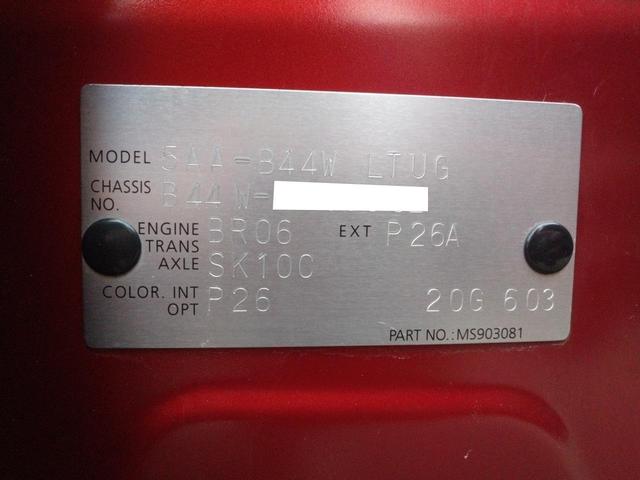 MODEL 5AA-B44W LTUG
CHASSIS NO. B44W-
ENGINE BR06 EXT P26A
TRANS AXLE SK10C
COLOR. INT P26 20G 603
OPT
PART NO.:MS903081